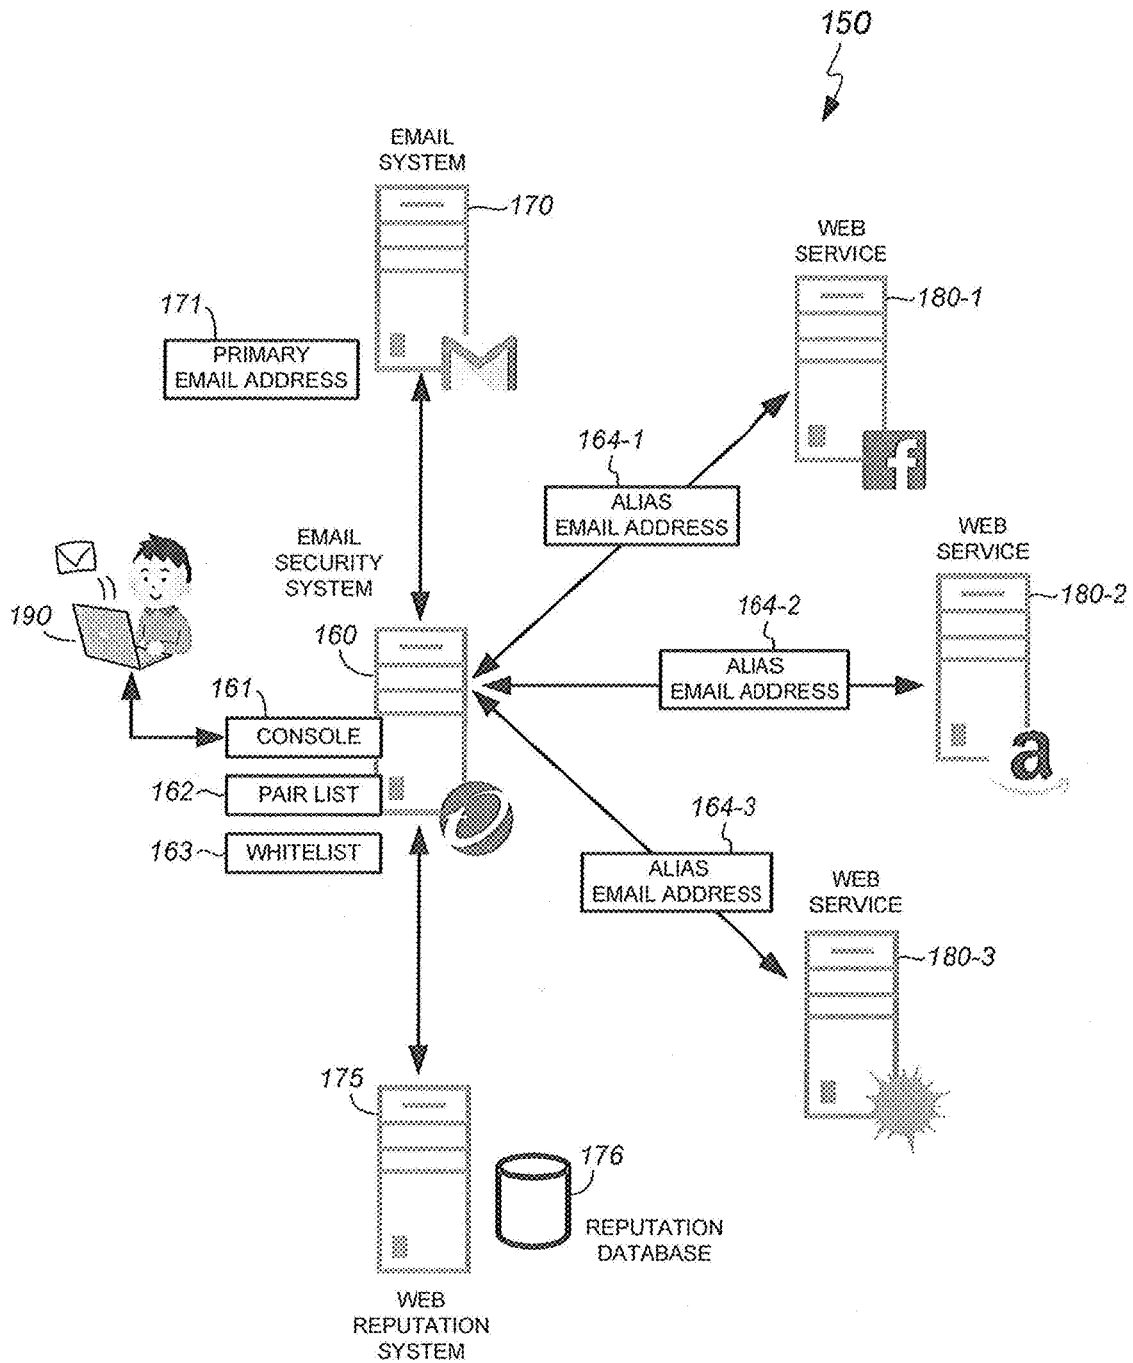 150
EMAIL
SYSTEM
170
WEB
SERVICE
180-1
171
PRIMARY
EMAIL ADDRESS
164-1
ALIAS
EMAIL ADDRESS
f
EMAIL
SECURITY
SYSTEM
WEB
SERVICE
180-2
190
160
164-2
ALIAS
EMAIL ADDRESS
161
CONSOLE
a
162
PAIR LIST
163
WHITELIST
164-3
ALIAS
EMAIL ADDRESS
WEB
SERVICE
180-3
175
176
REPUTATION
DATABASE
WEB
REPUTATION
SYSTEM